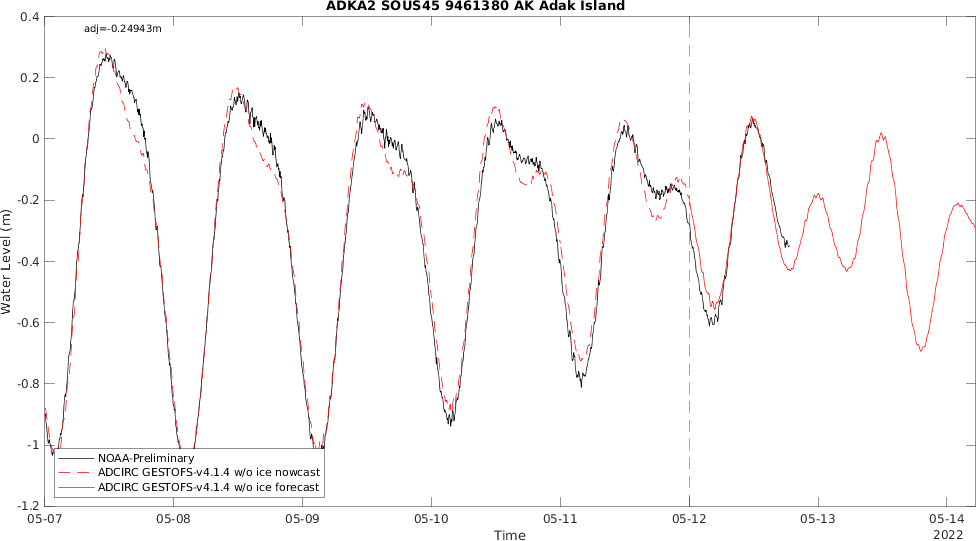 ADKA2 SOUS45 9461380 AK Adak Island
adj=-0.24943m
0.4
0.2
0
-0.2
-0.4
-0.6
-0.8
-1
-1.2
Water Level (m)
NOAA-Preliminary
ADCIRC GESTOFS-v4.1.4 w/o ice nowcast
ADCIRC GESTOFS-v4.1.4 w/o ice forecast
05-07 05-08 05-09 05-10 05-11 05-12 05-13 05-14
Time
2022